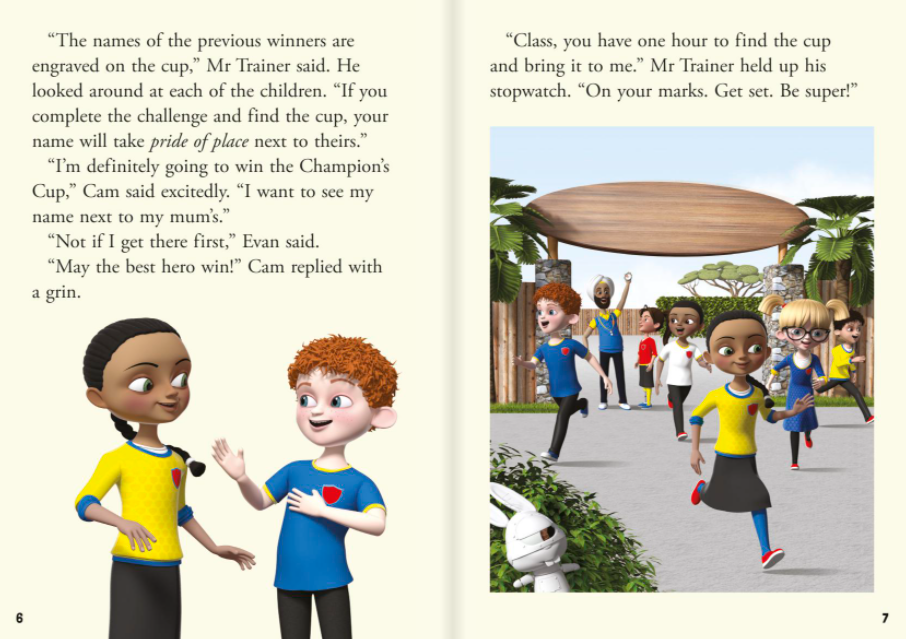 “The names of the previous winners are
engraved on the cup,” Mr Trainer said. He
looked around at each of the children. “If you
complete the challenge and find the cup, your
name will take pride of place next to theirs.”
“I’m definitely going to win the Champion’s
Cup,” Cam said excitedly. “I want to see my
name next to my mum’s.”
“Not if I get there first,” Evan said.
“May the best hero win!” Cam replied with
a grin.
6
“Class, you have one hour to find the cup
and bring it to me.” Mr Trainer held up his
stopwatch. “On your marks. Get set. Be super!”
7